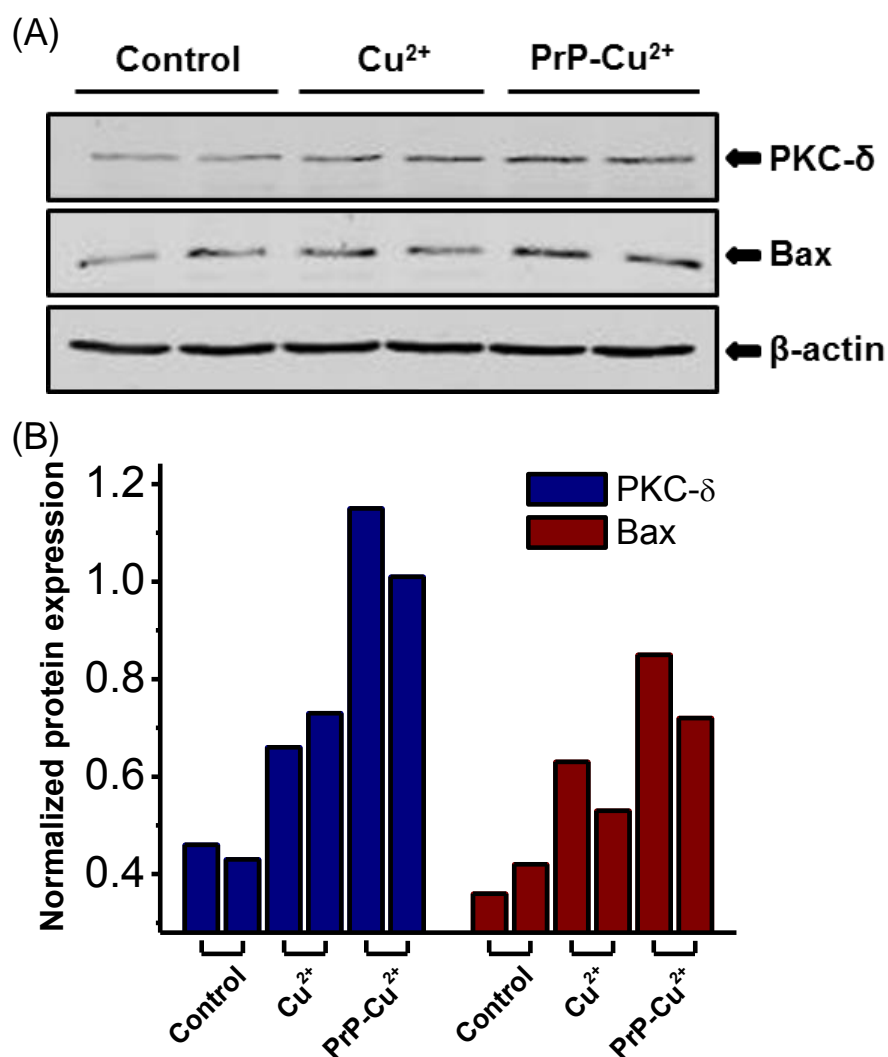 (A)
Control Cu²⁺ PrP-Cu²⁺
PKC-δ
Bax
β-actin
(B)
Normalized protein expression
1.2
1.0
0.8
0.6
0.4
PKC-δ
Bax
Control Cu²⁺ PrP-Cu²⁺ Control Cu²⁺ PrP-Cu²⁺